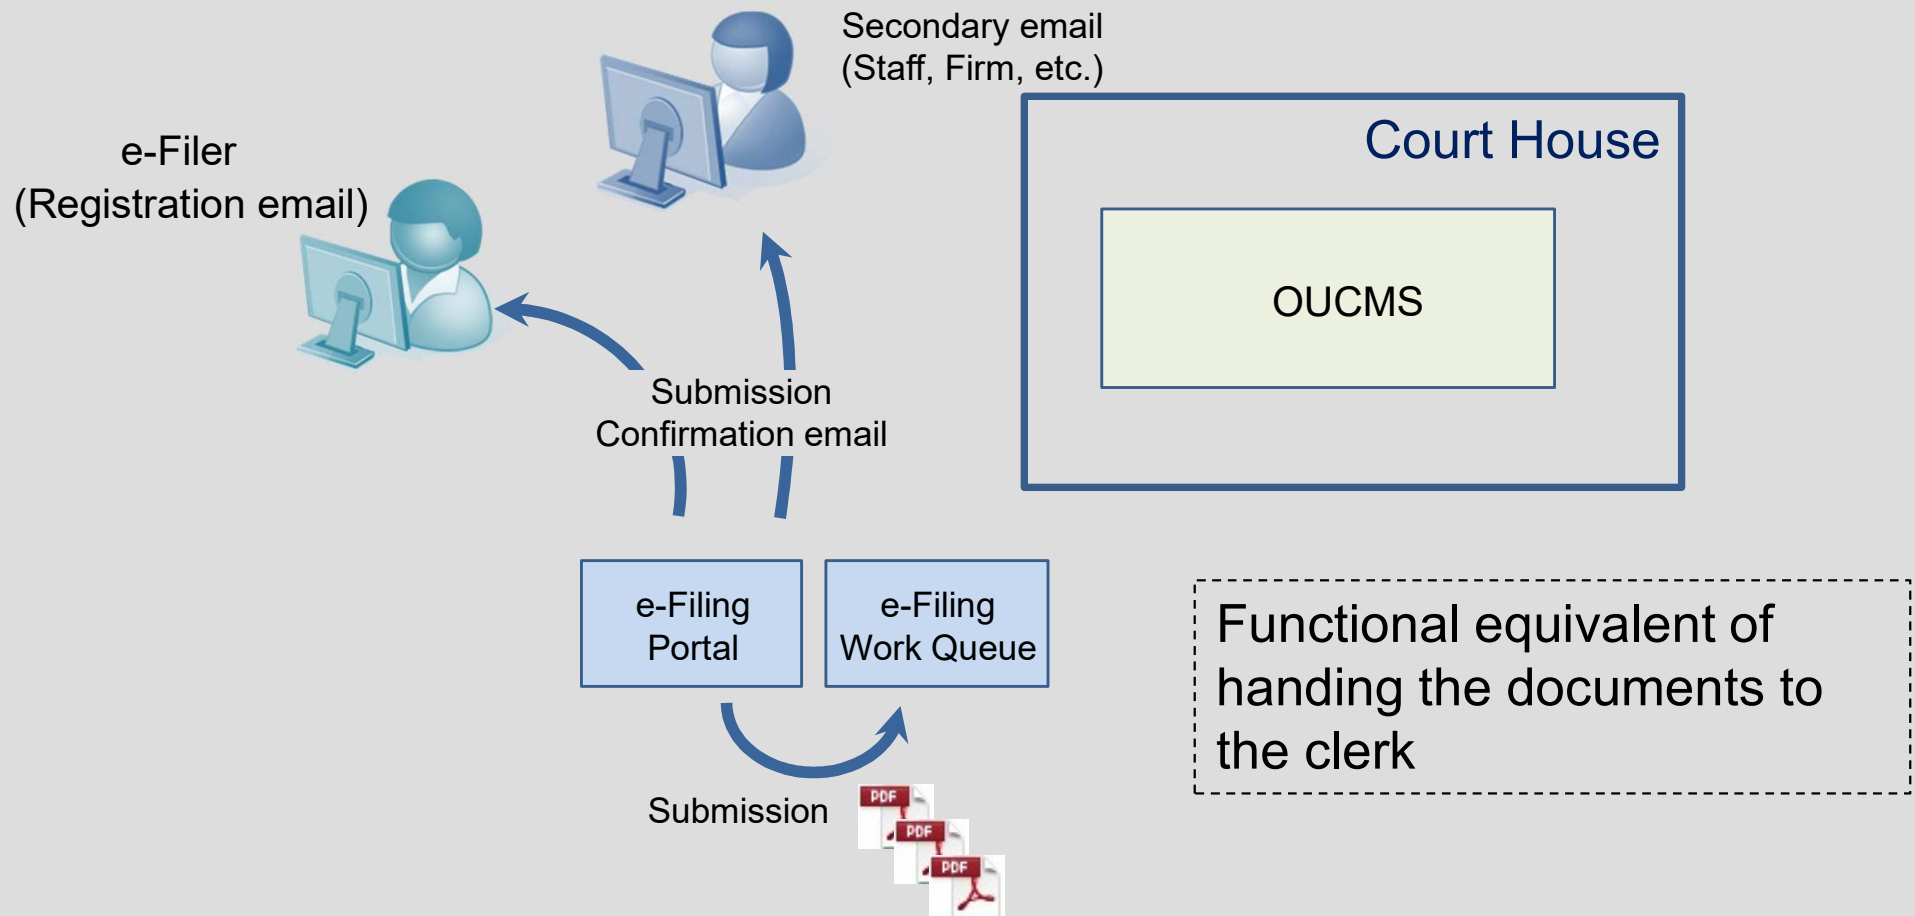 Secondary email
(Staff, Firm, etc.)
e-Filer
(Registration email)
Court House
OUCMS
Submission
Confirmation email
e-Filing
Portal
e-Filing
Work Queue
Functional equivalent of
handing the documents to
the clerk
Submission
PDF
PDF
PDF